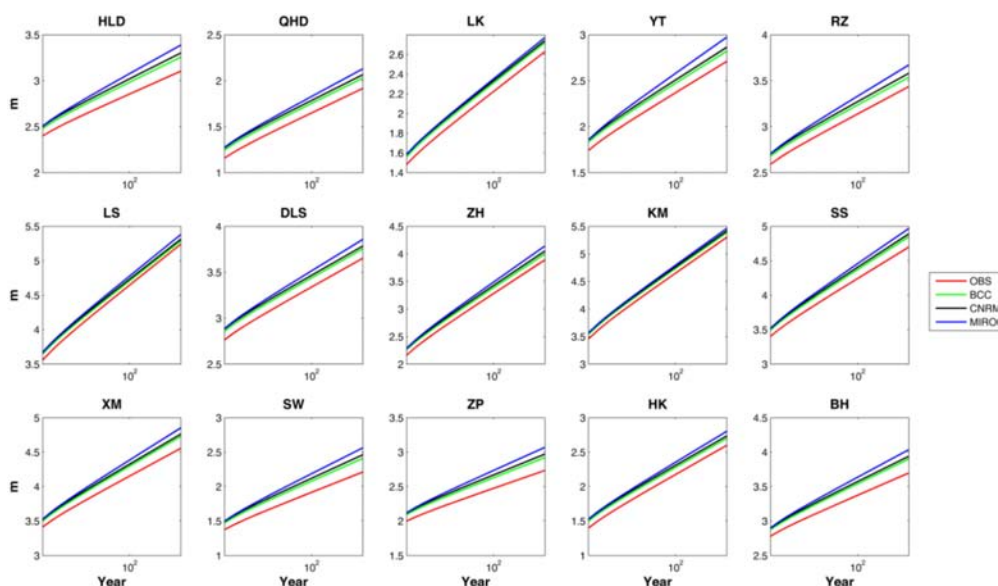 HLD QHD LK YT RZ
3.5 2.5 3 4
3 2 2.6 2.5 3.5
m 2.5 1.5 2.4 2 3
2 1 2.2 1.5 2.5
2
1.8
1.6
1.4
10² 10² 10² 10² 10²
LS DLS ZH KM SS
5.5 4 4.5 5.5 5.5
5 3.5 4 5 5
m 4.5 3 3.5 4.5 4.5
4 2.5 3 4 4
3.5 2.5 3.5 3.5
2 3 3
10² 10² 10² 10² 10²
OBS
BCC
CNRM
MIRO
XM SW ZP HK BH
5 3 3.5 3 4.5
4.5 2.5 3 2.5 4
m 4 2 2.5 2 3.5
3.5 1.5 2 1.5 3
3 1 1.5 1 2.5
10² 10² 10² 10² 10²
Year Year Year Year Year